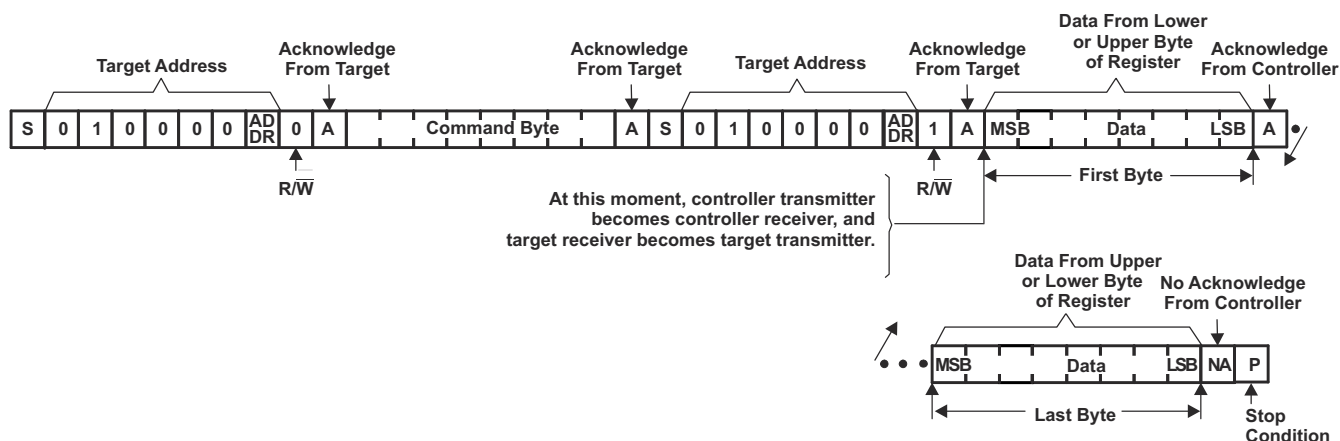 Target Address
Acknowledge
From Target
Acknowledge
From Target
Target Address
Acknowledge
From Target
Data From Lower
or Upper Byte
of Register
Acknowledge
From Controller
S 0 1 0 0 0 0 AD DR 0 A Command Byte A S 0 1 0 0 0 0 AD DR 1 A MSB Data LSB A
R/W̅
R/W̅
First Byte
At this moment, controller transmitter
becomes controller receiver, and
target receiver becomes target transmitter.
Data From Upper
or Lower Byte
of Register
No Acknowledge
From Controller
MSB Data LSB NA P
Last Byte
Stop
Condition